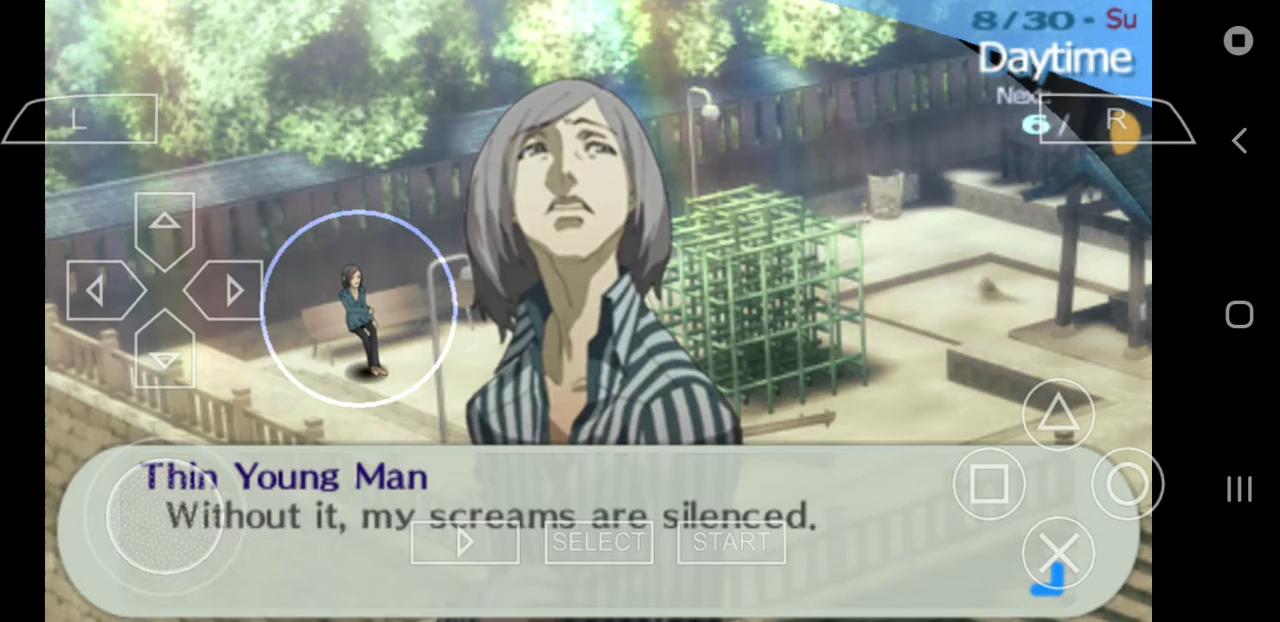 8/30 • Su
Daytime
Next:
6/
L
R
Thin Young Man
Without it, my screams are silenced.
SELECT
START